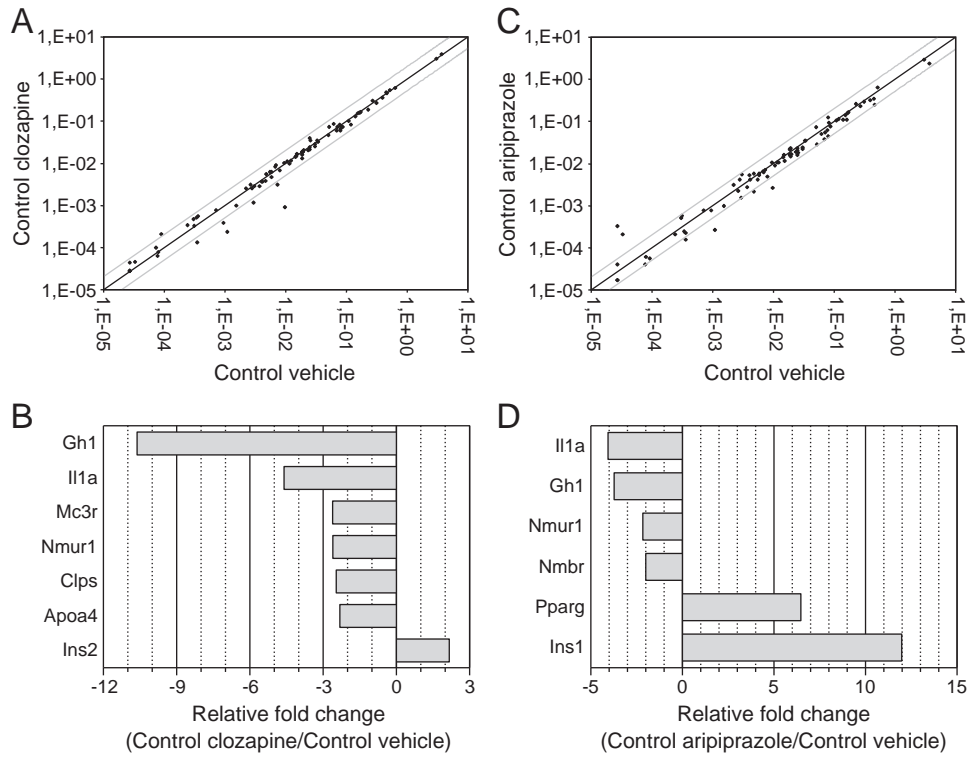 A
1,E+01
1,E+00
1,E-01
1,E-02
1,E-03
1,E-04
1,E-05
Control clozapine
1,E-05
1,E-04
1,E-03
1,E-02
1,E-01
1,E+00
1,E+01
Control vehicle
C
1,E+01
1,E+00
1,E-01
1,E-02
1,E-03
1,E-04
1,E-05
Control aripiprazole
1,E-05
1,E-04
1,E-03
1,E-02
1,E-01
1,E+00
1,E+01
Control vehicle
B
Gh1
Il1a
Mc3r
Nmur1
Clps
Apoa4
Ins2
-12 -9 -6 -3 0 3
Relative fold change
(Control clozapine/Control vehicle)
D
Il1a
Gh1
Nmur1
Nmbr
Pparg
Ins1
-5 0 5 10 15
Relative fold change
(Control aripiprazole/Control vehicle)